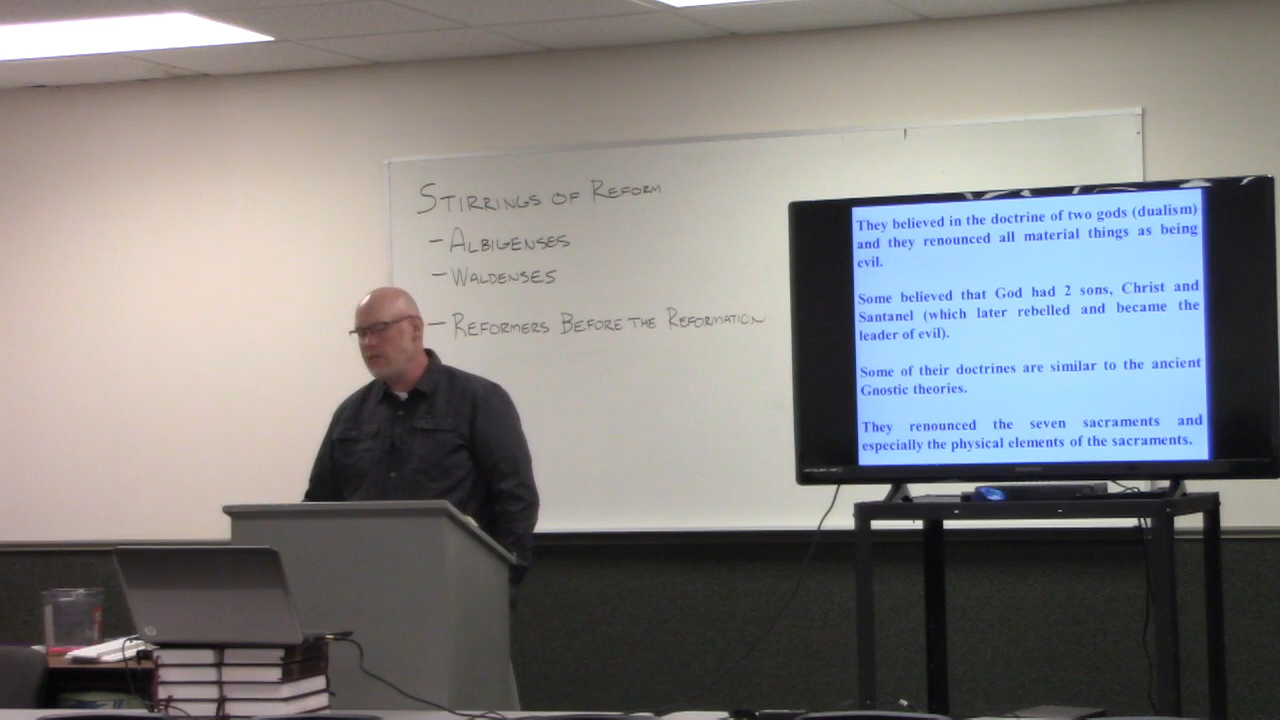 STIRRINGS OF REFORM
- ALBIGENSES
- WALDENSES
- REFORMERS BEFORE THE REFORMATION
They believed in the doctrine of two gods (dualism)
and they renounced all material things as being
evil.
Some believed that God had 2 sons, Christ and
Santanel (which later rebelled and became the
leader of evil).
Some of their doctrines are similar to the ancient
Gnostic theories.
They renounced the seven sacraments and
especially the physical elements of the sacraments.
hp